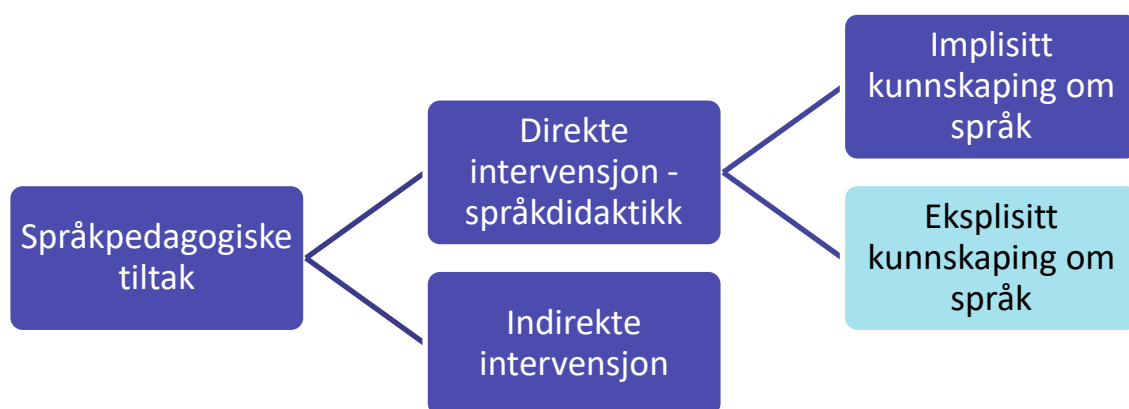 Språkpedagogiske
tiltak
Direkte
intervensjon -
språkdidaktikk
Indirekte
intervensjon
Implisitt
kunnskaping om
språk
Eksplisitt
kunnskaping om
språk